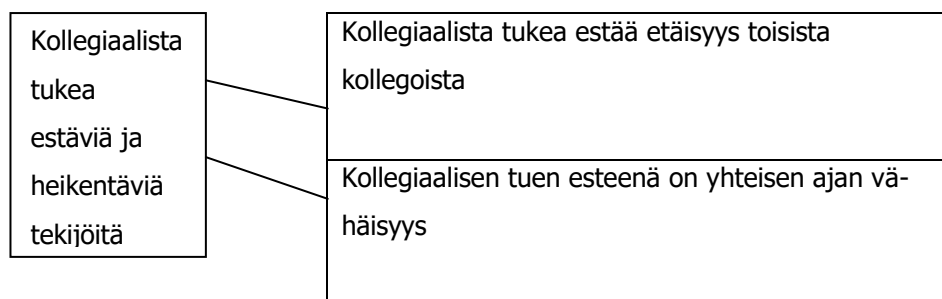 Kollegiaalista
tukea
estäviä ja
heikentäviä
tekijöitä
Kollegiaalista tukea estää etäisyys toisista
kollegoista
Kollegiaalisen tuen esteenä on yhteisen ajan vä-
häisyys